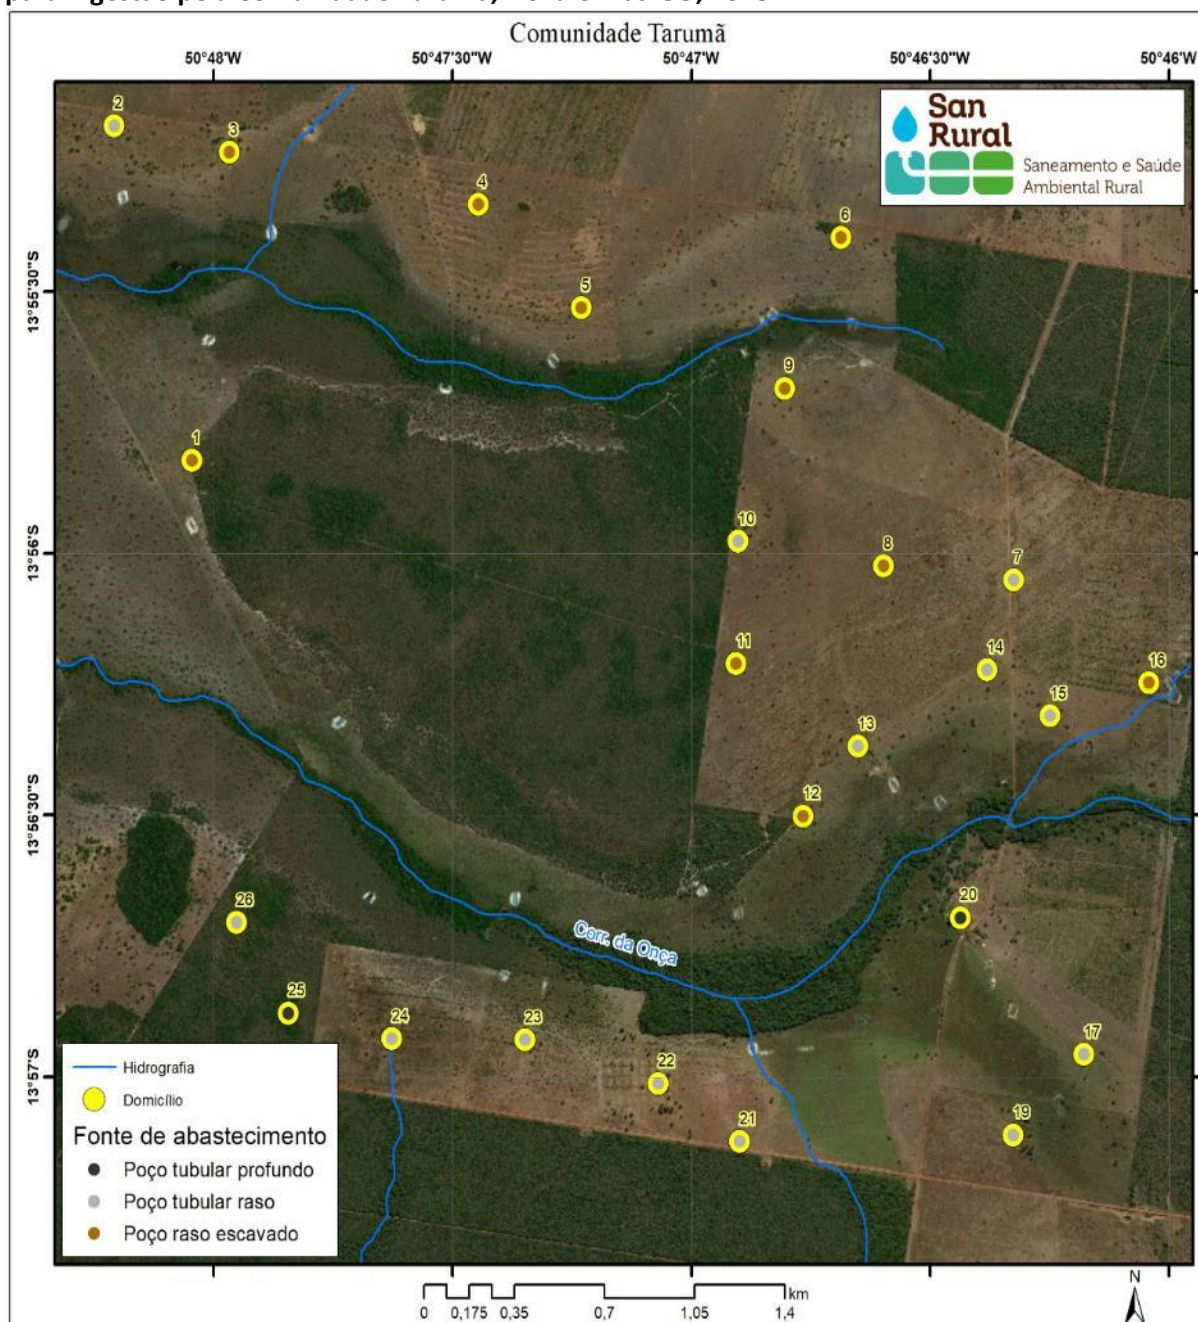 Comunidade Tarumã
50°48'W 50°47'30"W 50°47'W 50°46'30"W 50°46'W
San
Rural
Saneamento e Saúde
Ambiental Rural
2
3
4
6
5
13°55'30"S
9
1
10
8
7
13°56'S
11
14
16
15
13
12
13°56'30"S
20
26
Corr. da Onça
25
24
23
17
22
13°57'S
21
19
Hidrografia
Domicílio
Fonte de abastecimento
Poço tubular profundo
Poço tubular raso
Poço raso escavado
N
km
0 0,175 0,35 0,7 1,05 1,4